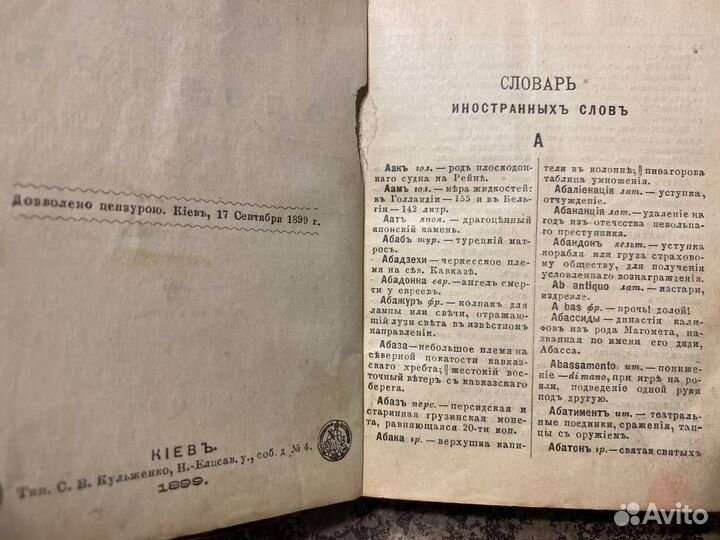 Дозволено цензурою. Кіевъ, 17 Сентября 1899 г.
КІЕВЪ.
Тип. С. В. Кульженко, Н.-Елисав. у., соб. д. № 4.
1899.
СЛОВАРЬ
ИНОСТРАННЫХЪ СЛОВЪ
А
Аакъ гол. — родъ плоскодон-
наго судна на Рейнѣ.
Аамъ гол. — мѣра жидкостей:
въ Голландіи — 155 и въ Бель-
гіи — 142 литр.
Аатъ япон. — драгоцѣнный
японскій камень.
Абабъ тур. — турецкій мат-
росъ.
Абадзехи — черкесское пле-
мя на сѣв. Кавказѣ.
Абадонна евр. — ангелъ смер-
ти у евреевъ.
Абажуръ фр. — колпакъ для
лампы или свѣчи, отражаю-
щій лучи свѣта въ извѣстномъ
направленіи.
Абаза — небольшое племя на
сѣверной покатости кавказ-
скаго хребта; || жестокій вос-
точный вѣтеръ съ кавказскаго
берега.
Абазъ перс. — персидская и
старинная грузинская моне-
та, равняющаяся 20-ти коп.
Абака гр. — верхушка капи-
тели въ колоннѣ; || пиѳагорова
таблица умноженія.
Абаліенація лат. — уступка,
отчужденіе.
Абананція лат. — удаленіе на
годъ изъ отечества невольна-
го преступника.
Абандонъ кельт. — уступка
корабля или груза страхово-
му обществу, для полученія
условленнаго вознагражденія.
Ab antiquo лат. — изстари,
издревле.
A bas фр. — прочь! долой!
Абассиды — династія кали-
фовъ изъ рода Магомета, на-
званная по имени его дяди,
Абасса.
Abassamento ит. — пониже-
ніе — di mano, при игрѣ на ро-
яли, подведеніе одной руки
подъ другую.
Абатиментъ ит. — театраль-
ные поединки, сраженія, тан-
цы съ оружіемъ.
Абатонъ гр. — святая святыхъ
Avito